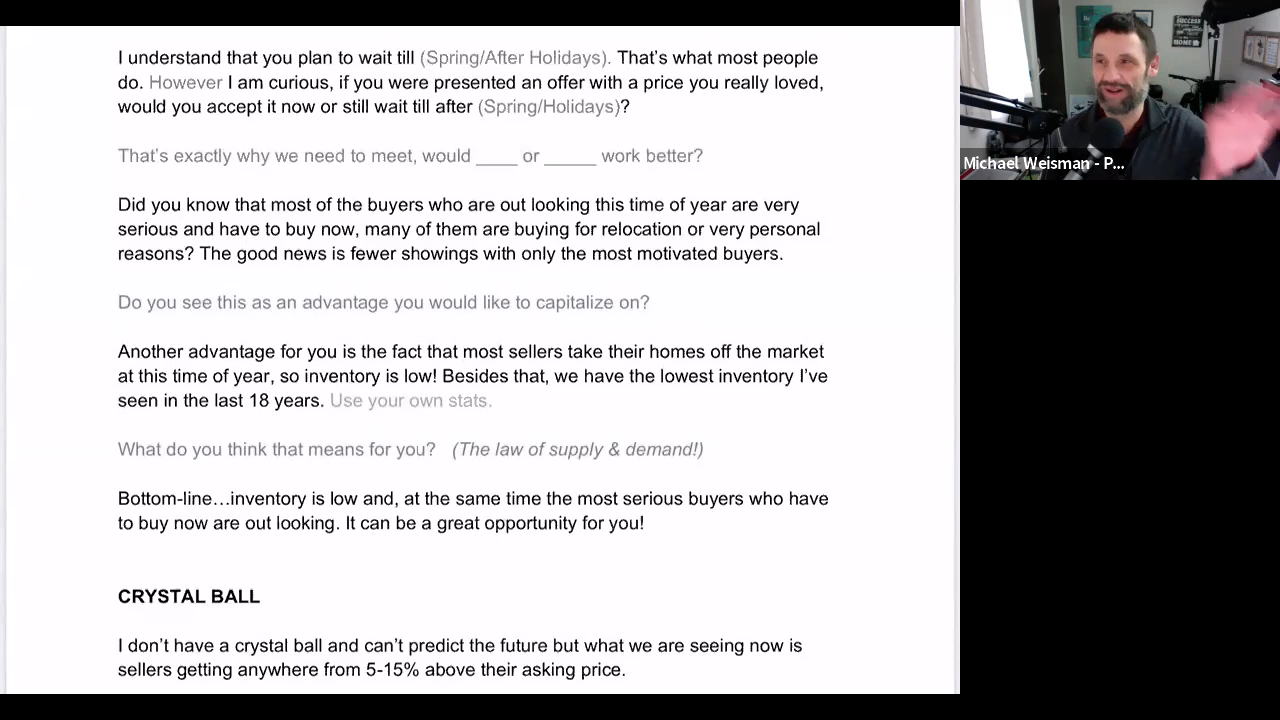 I understand that you plan to wait till (Spring/After Holidays). That’s what most people
do. However I am curious, if you were presented an offer with a price you really loved,
would you accept it now or still wait till after (Spring/Holidays)?
That’s exactly why we need to meet, would ____ or _____ work better?
Did you know that most of the buyers who are out looking this time of year are very
serious and have to buy now, many of them are buying for relocation or very personal
reasons? The good news is fewer showings with only the most motivated buyers.
Do you see this as an advantage you would like to capitalize on?
Another advantage for you is the fact that most sellers take their homes off the market
at this time of year, so inventory is low! Besides that, we have the lowest inventory I’ve
seen in the last 18 years. Use your own stats.
What do you think that means for you? (The law of supply & demand!)
Bottom-line…inventory is low and, at the same time the most serious buyers who have
to buy now are out looking. It can be a great opportunity for you!
CRYSTAL BALL
I don’t have a crystal ball and can’t predict the future but what we are seeing now is
sellers getting anywhere from 5-15% above their asking price.
SUCCESS
HOME
Michael Weisman - P...